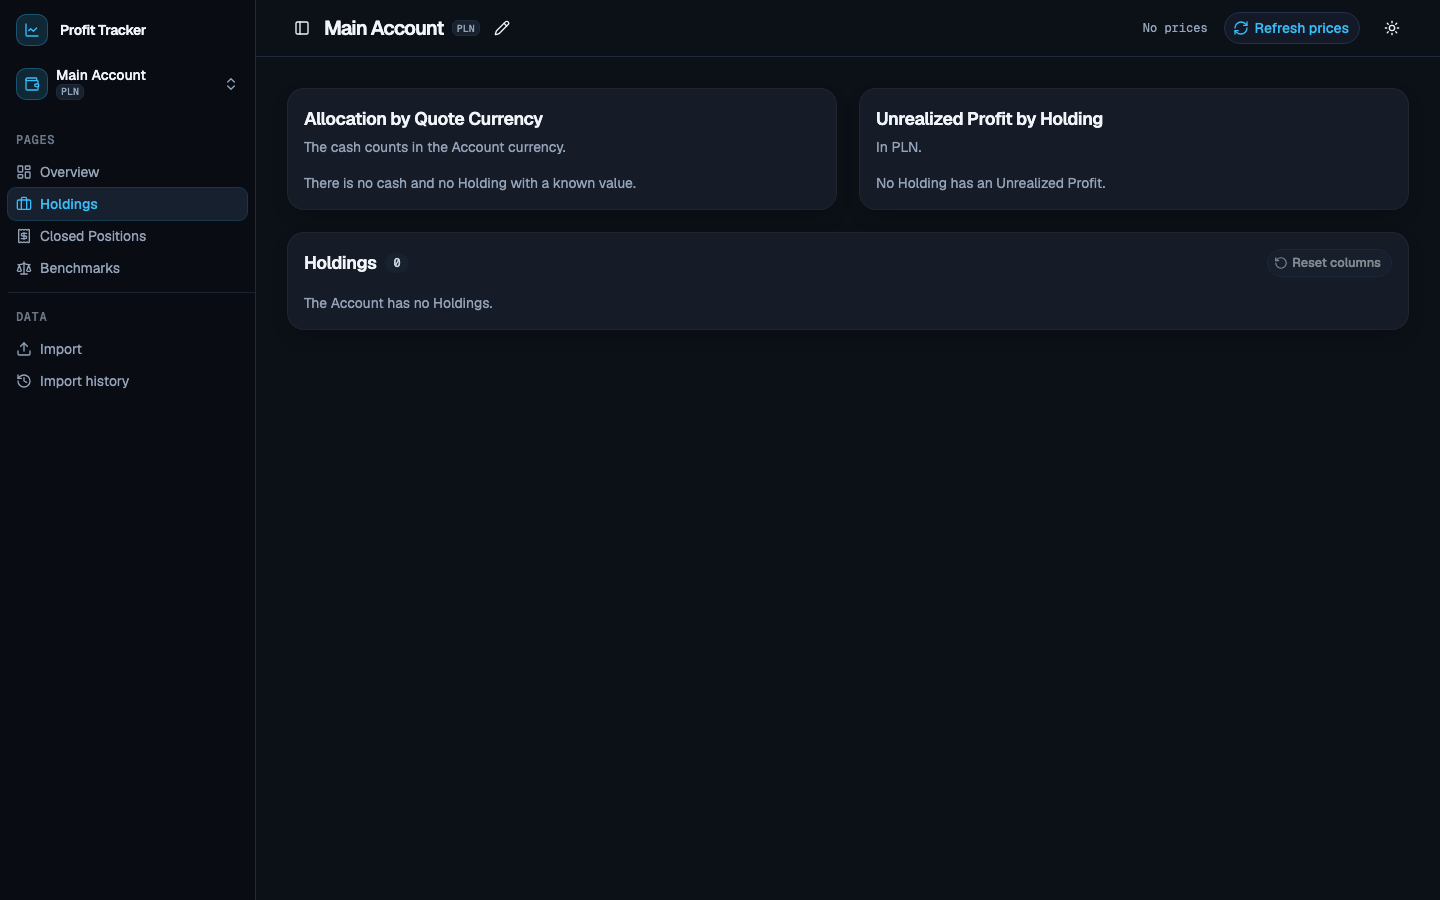 Profit Tracker
Main Account
PLN
PAGES
Overview
Holdings
Closed Positions
Benchmarks
DATA
Import
Import history
Main Account PLN
No prices
Refresh prices
Allocation by Quote Currency
The cash counts in the Account currency.
There is no cash and no Holding with a known value.
Unrealized Profit by Holding
In PLN.
No Holding has an Unrealized Profit.
Holdings 0
Reset columns
The Account has no Holdings.